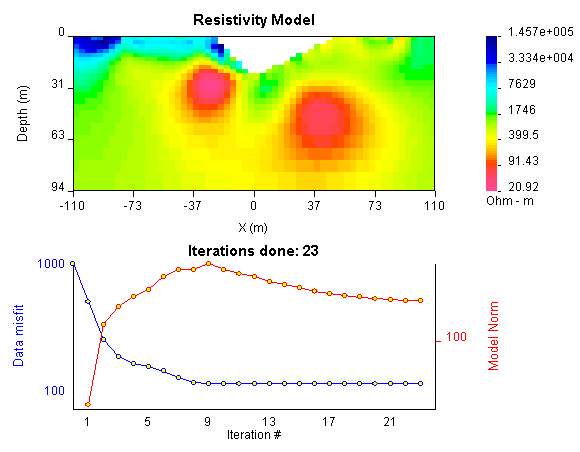 Resistivity Model
0
31
63
94
Depth (m)
-110 -73 -37 0 37 73 110
X (m)
1.457e+005
3.334e+004
7629
1746
399.5
91.43
20.92
Ohm - m
Iterations done: 23
1000
100
Data misfit
100
Model Norm
1 5 9 13 17 21
Iteration #